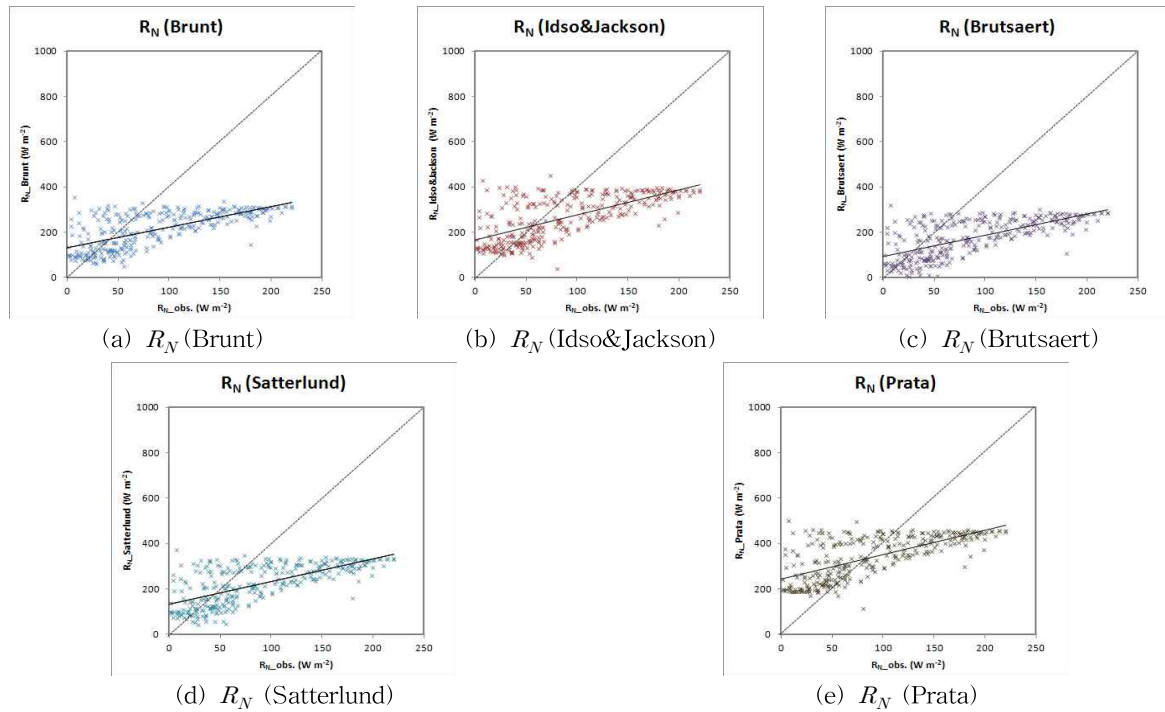 R_N (Brunt)
1000
800
600
400
200
0
R_N_Brunt (W m⁻²)
0 50 100 150 200 250
R_N_obs. (W m⁻²)
(a) R_N (Brunt)
R_N (Idso&Jackson)
1000
800
600
400
200
0
R_N_Idso&Jackson (W m⁻²)
0 50 100 150 200 250
R_N_obs. (W m⁻²)
(b) R_N (Idso&Jackson)
R_N (Brutsaert)
1000
800
600
400
200
0
R_N_Brutsaert (W m⁻²)
0 50 100 150 200 250
R_N_obs. (W m⁻²)
(c) R_N (Brutsaert)
R_N (Satterlund)
1000
800
600
400
200
0
R_N_Satterlund (W m⁻²)
0 50 100 150 200 250
R_N_obs. (W m⁻²)
(d) R_N (Satterlund)
R_N (Prata)
1000
800
600
400
200
0
R_N_Prata (W m⁻²)
0 50 100 150 200 250
R_N_obs. (W m⁻²)
(e) R_N (Prata)